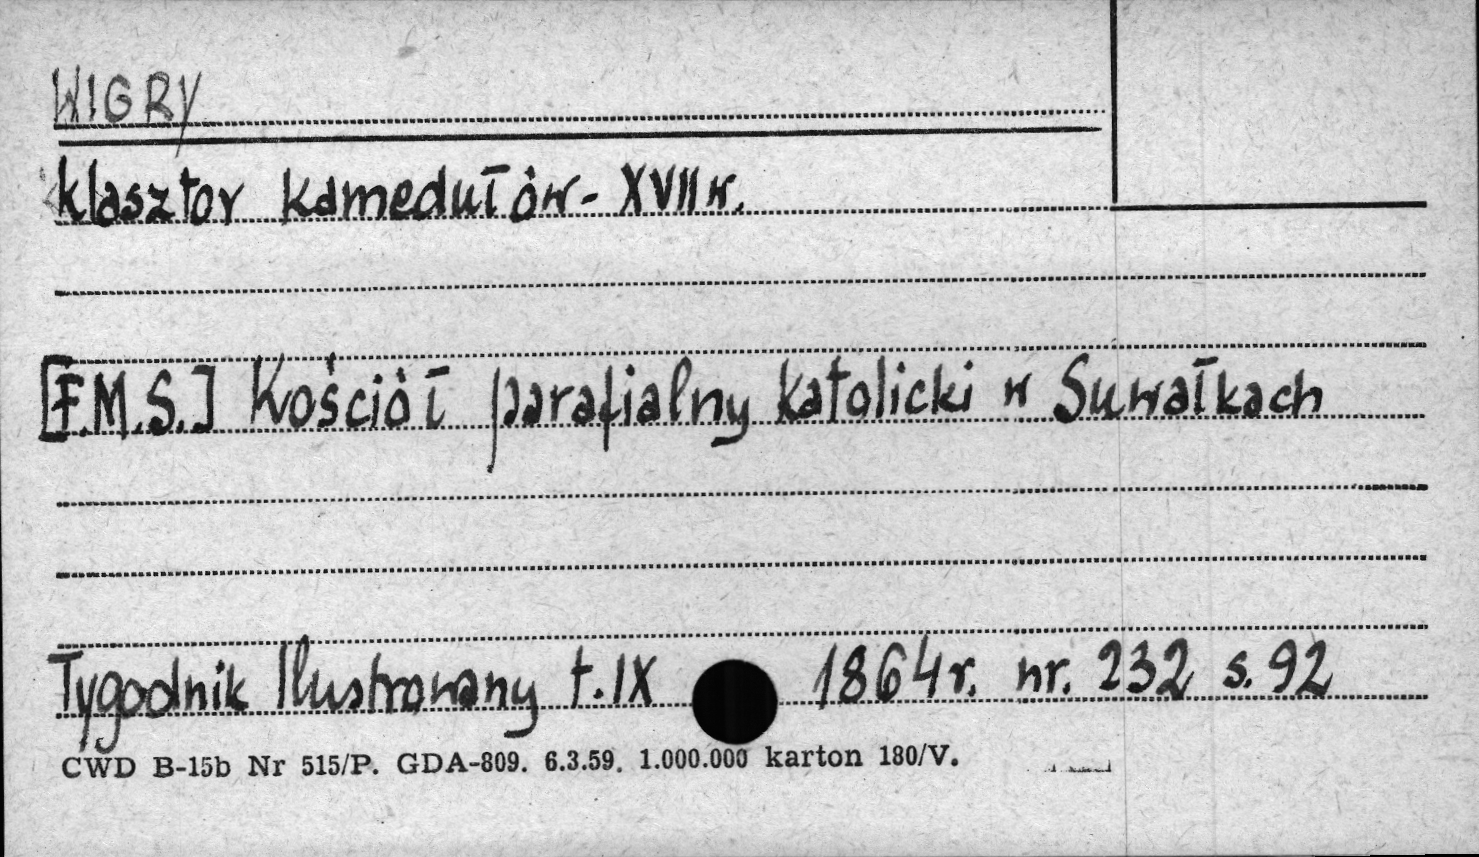 WIGRY
klasztor kamedułów - XVII w.
[F.M.S.] Kościół parafialny katolicki w Suwałkach
Tygodnik Ilustrowany t. IX 1864 r. nr. 232 s. 92
CWD B-15b Nr 515/P. GDA-809. 6.3.59. 1.000.000 karton 180/V.